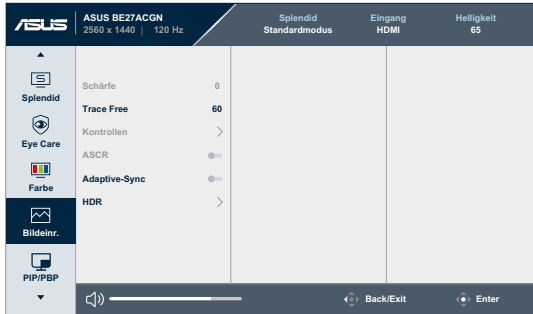 ASUS
ASUS BE27ACGN
2560 x 1440 | 120 Hz
Splendid
Standardmodus
Eingang
HDMI
Helligkeit
65
Splendid
Eye Care
Farbe
Bildeinr.
PIP/PBP
Schärfe 0
Trace Free 60
Kontrollen
ASCR
Adaptive-Sync
HDR
Back/Exit
Enter